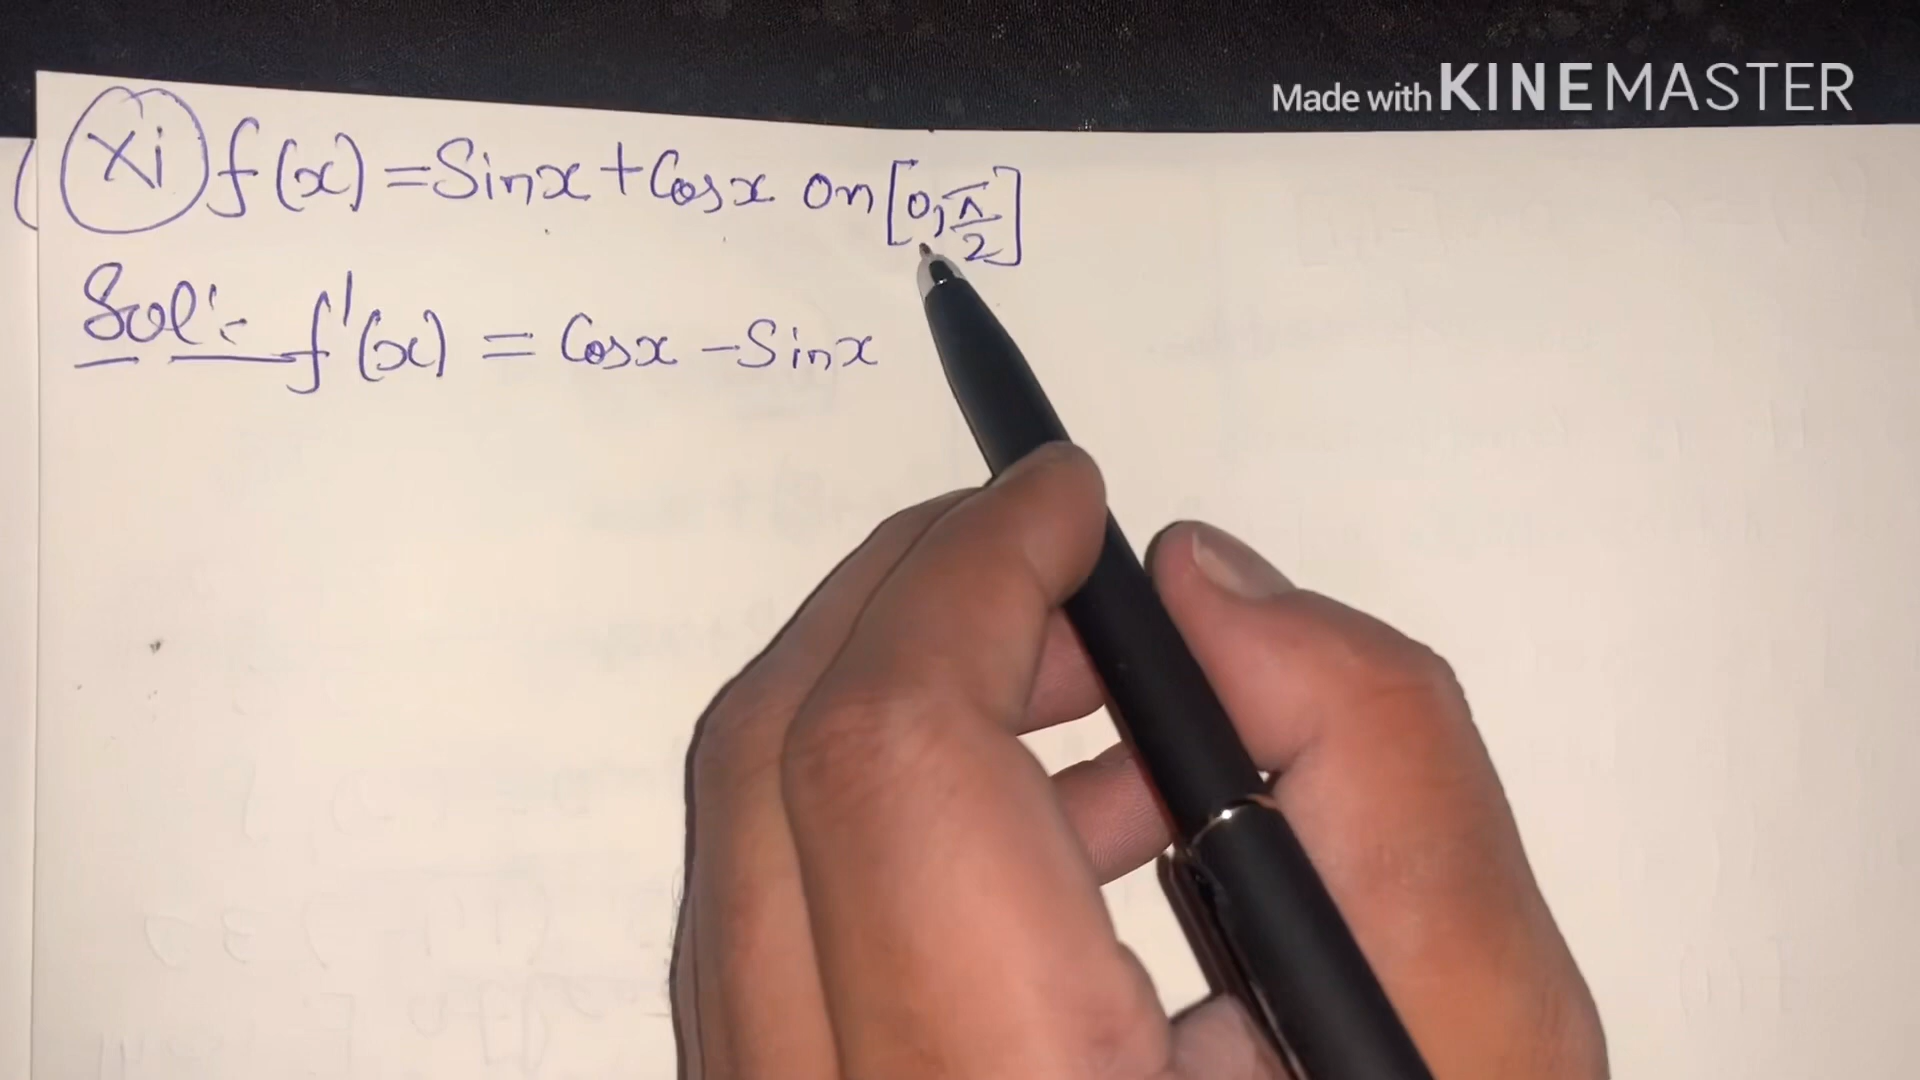 Made with KINEMASTER
xi f(x) = Sinx + Cosx on [0, π/2]
Sol:- f'(x) = Cosx - Sinx